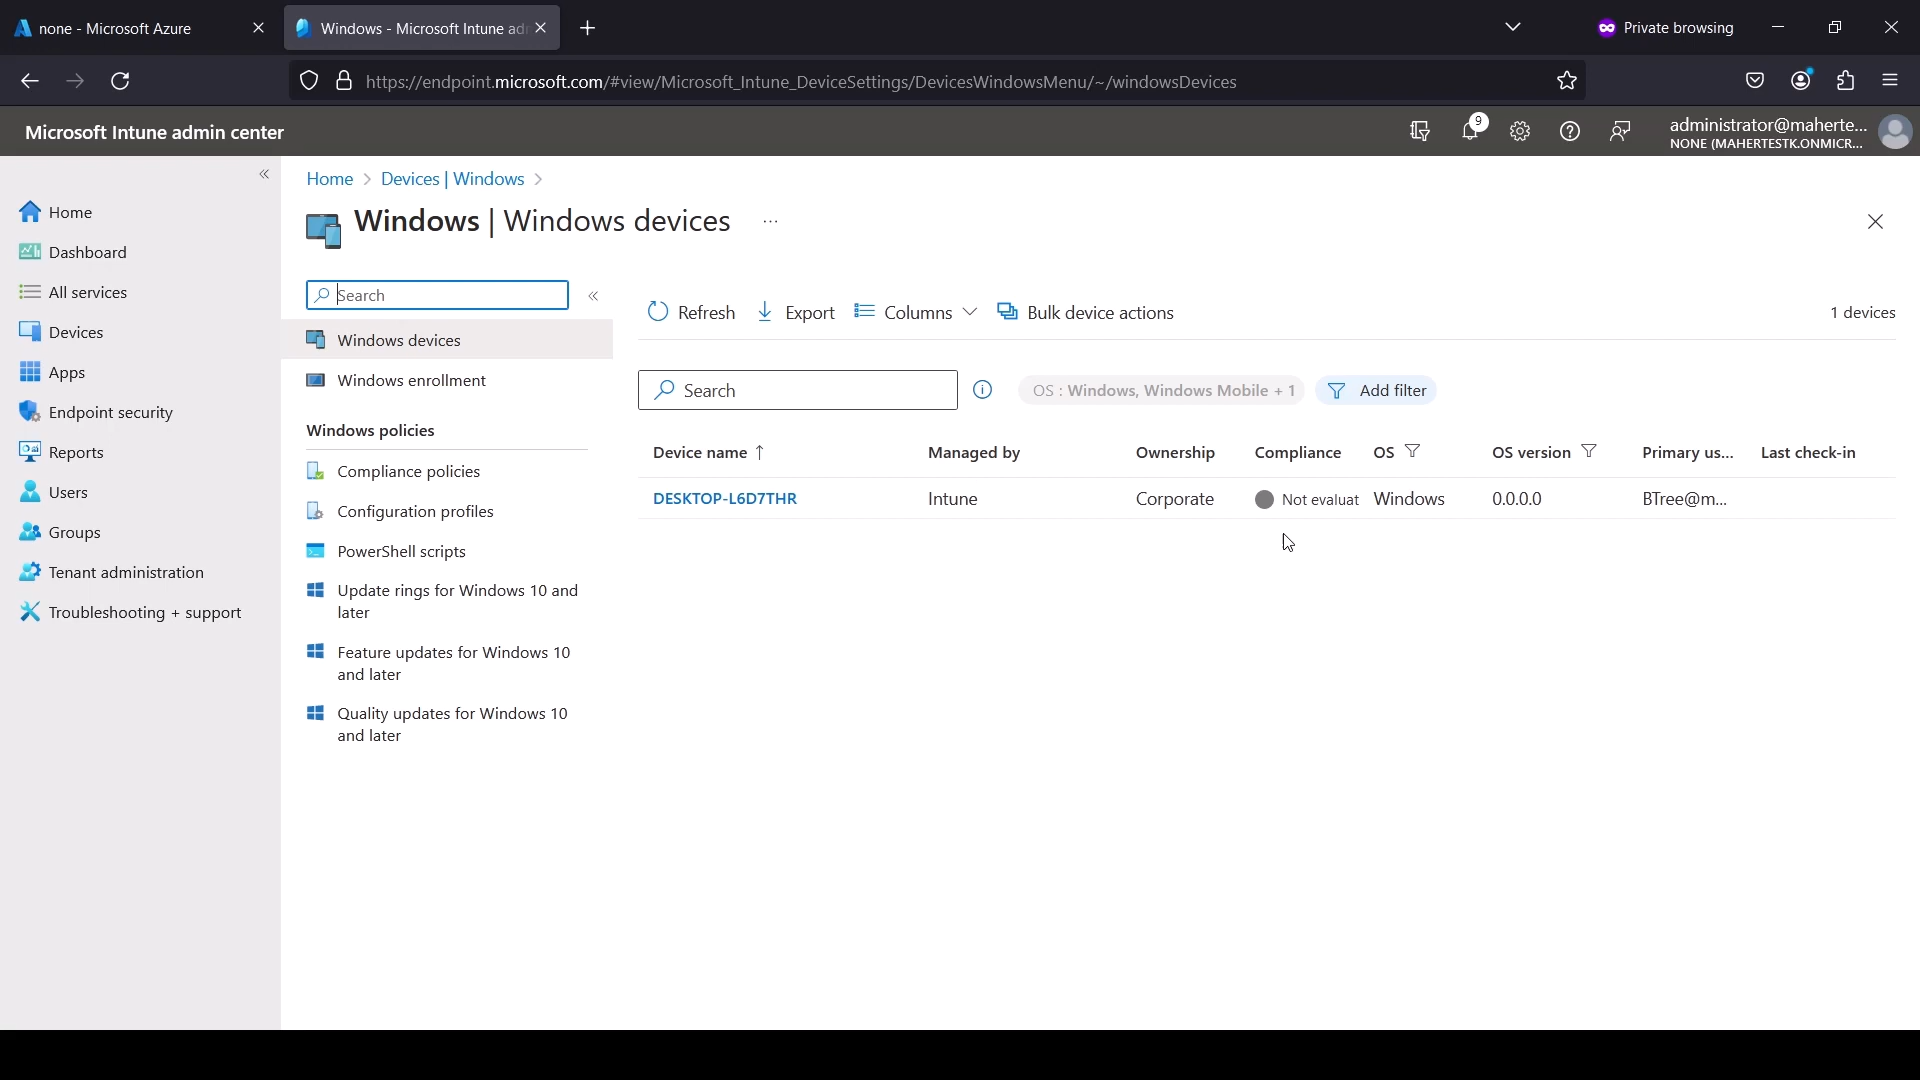 none - Microsoft Azure
Windows - Microsoft Intune ad
Private browsing
https://endpoint.microsoft.com/#view/Microsoft_Intune_DeviceSettings/DevicesWindowsMenu/~/windowsDevices
Microsoft Intune admin center
9
administrator@maherte...
NONE (MAHERTESTK.ONMICR...
Home
Dashboard
All services
Devices
Apps
Endpoint security
Reports
Users
Groups
Tenant administration
Troubleshooting + support
Home > Devices | Windows >
Windows | Windows devices ...
Search
Windows devices
Windows enrollment
Windows policies
Compliance policies
Configuration profiles
PowerShell scripts
Update rings for Windows 10 and
later
Feature updates for Windows 10
and later
Quality updates for Windows 10
and later
Refresh Export Columns Bulk device actions 1 devices
Search OS : Windows, Windows Mobile + 1 Add filter
Device name ↑ Managed by Ownership Compliance OS OS version Primary us... Last check-in
DESKTOP-L6D7THR Intune Corporate Not evaluat Windows 0.0.0.0 BTree@m...